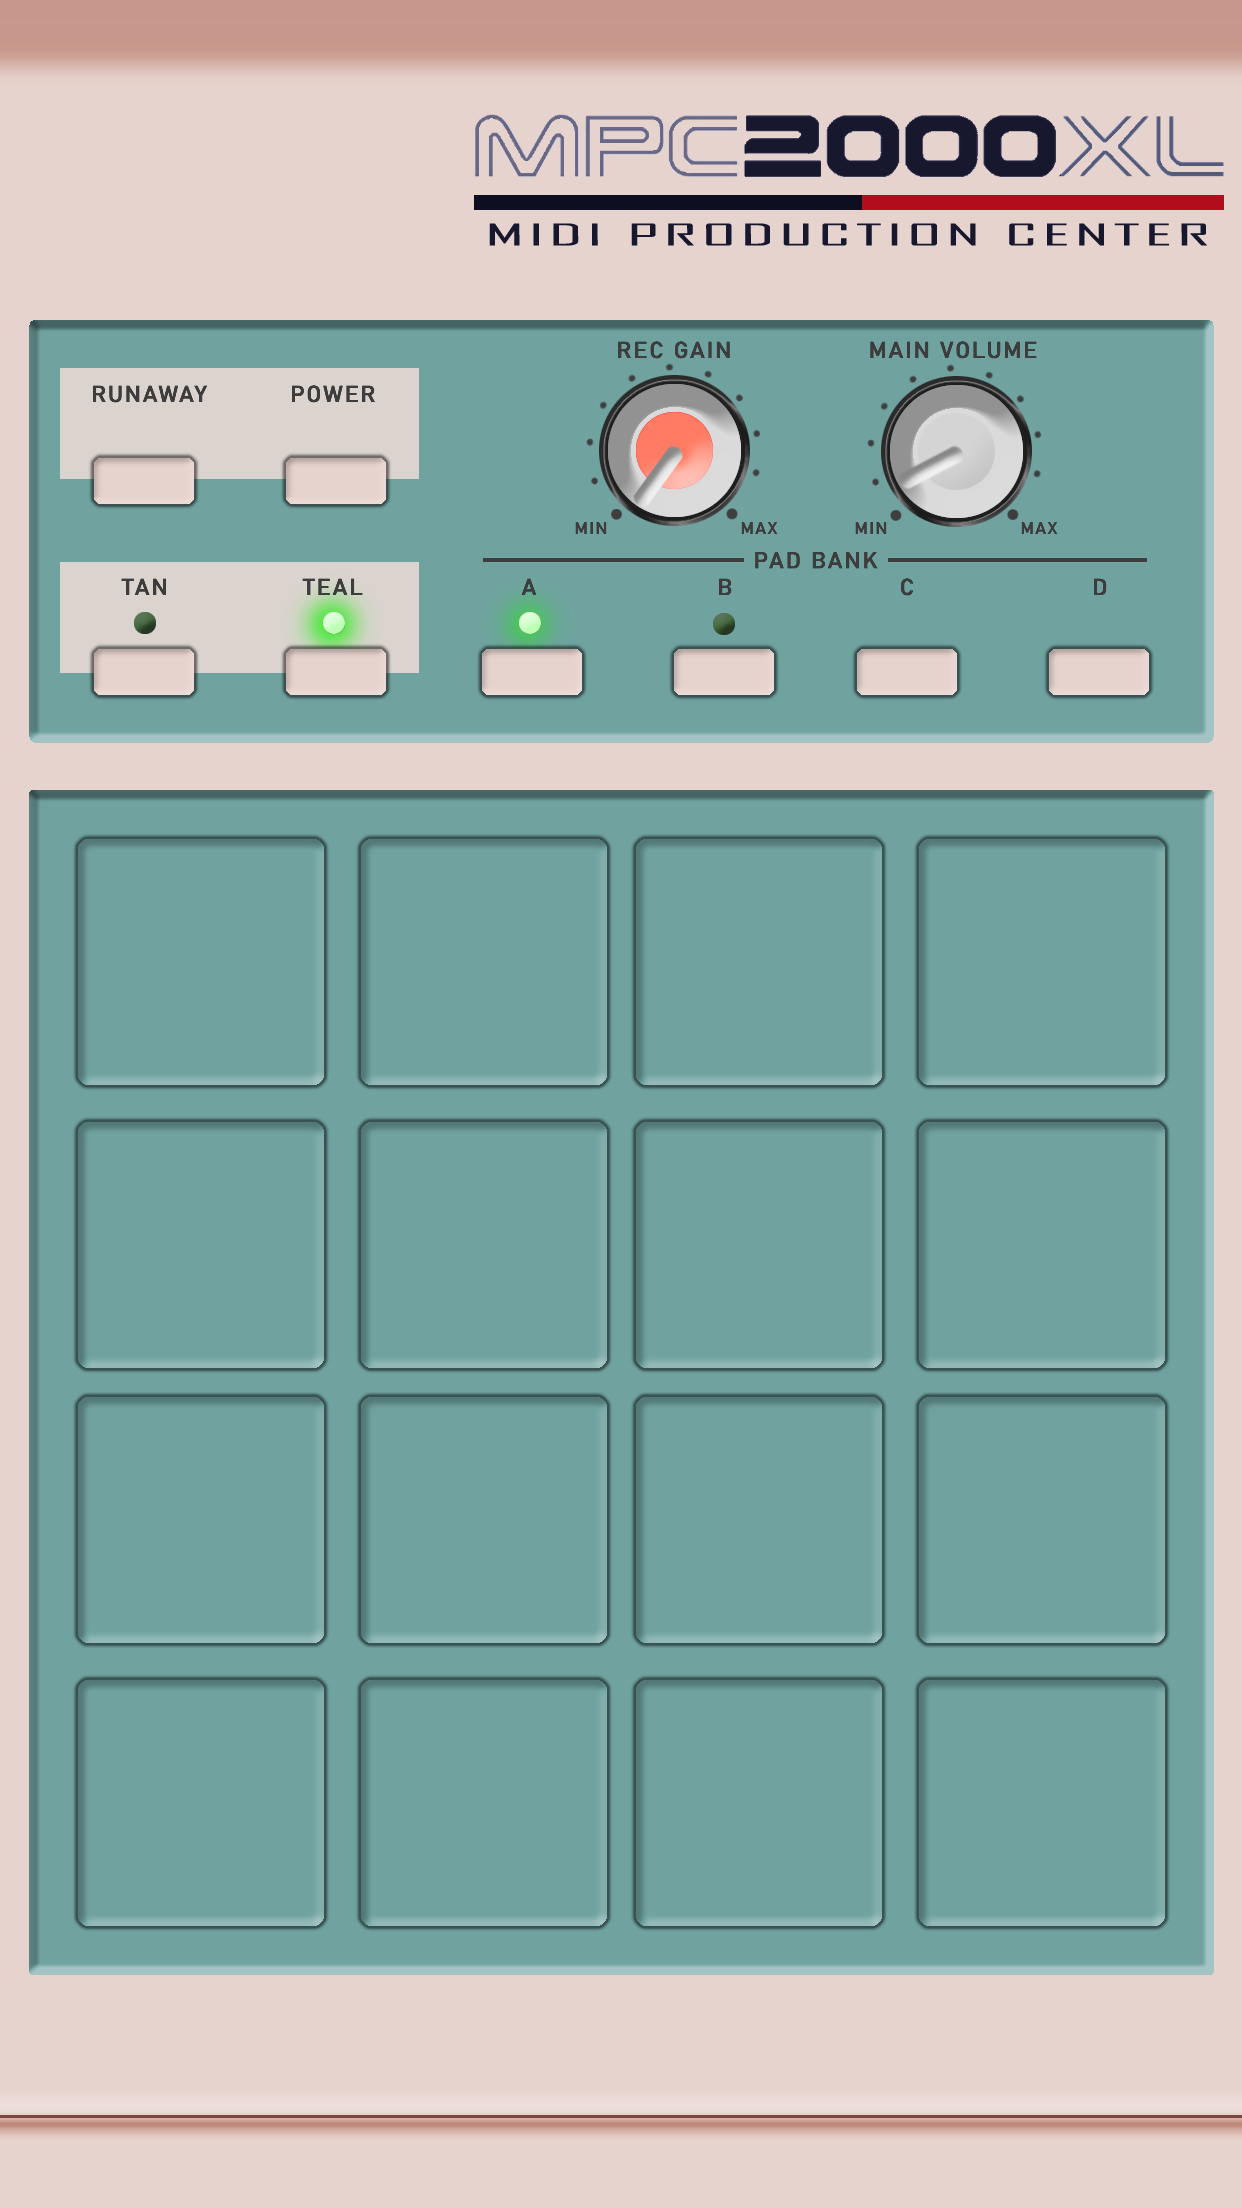 MPC2000XL
MIDI PRODUCTION CENTER
REC GAIN
MAIN VOLUME
RUNAWAY
POWER
MIN
MAX
MIN
MAX
PAD BANK
TAN
TEAL
A
B
C
D